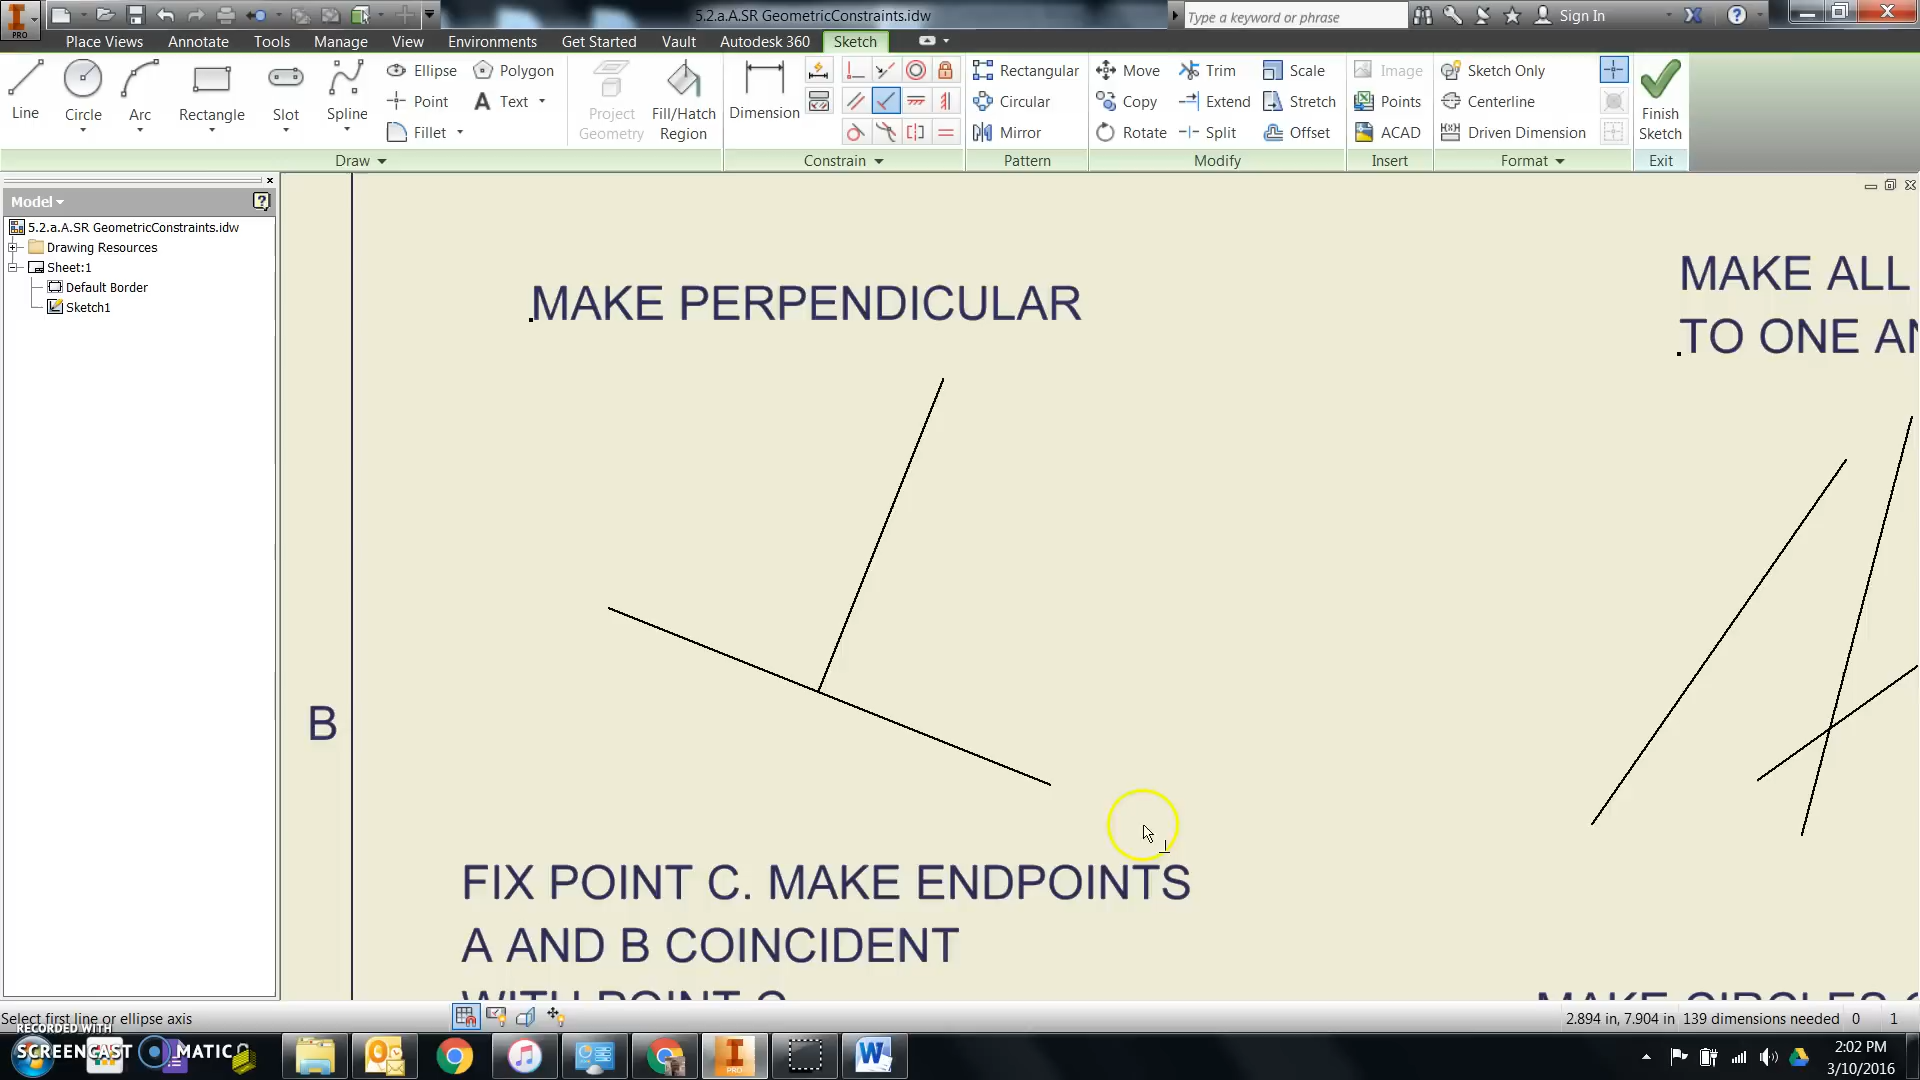 5.2.a.A.SR GeometricConstraints.idw
Type a keyword or phrase
Sign In
PRO
Place Views
Annotate
Tools
Manage
View
Environments
Get Started
Vault
Autodesk 360
Sketch
Line
Circle
Arc
Rectangle
Slot
Spline
Ellipse
Polygon
Point
Text
Fillet
Project Geometry
Fill/Hatch Region
Dimension
Rectangular
Circular
Mirror
Move
Copy
Rotate
Trim
Extend
Split
Scale
Stretch
Offset
Image
Points
ACAD
Sketch Only
Centerline
Driven Dimension
Finish Sketch
Draw
Constrain
Pattern
Modify
Insert
Format
Exit
Model
5.2.a.A.SR GeometricConstraints.idw
Drawing Resources
Sheet:1
Default Border
Sketch1
MAKE PERPENDICULAR
MAKE ALL
TO ONE AN
B
FIX POINT C. MAKE ENDPOINTS
A AND B COINCIDENT
WITH POINT C
MAKE CIRCLES
Select first line or ellipse axis
2.894 in, 7.904 in 139 dimensions needed 0 1
RECORDED WITH
SCREENCAST MATIC
PRO
2:02 PM
3/10/2016